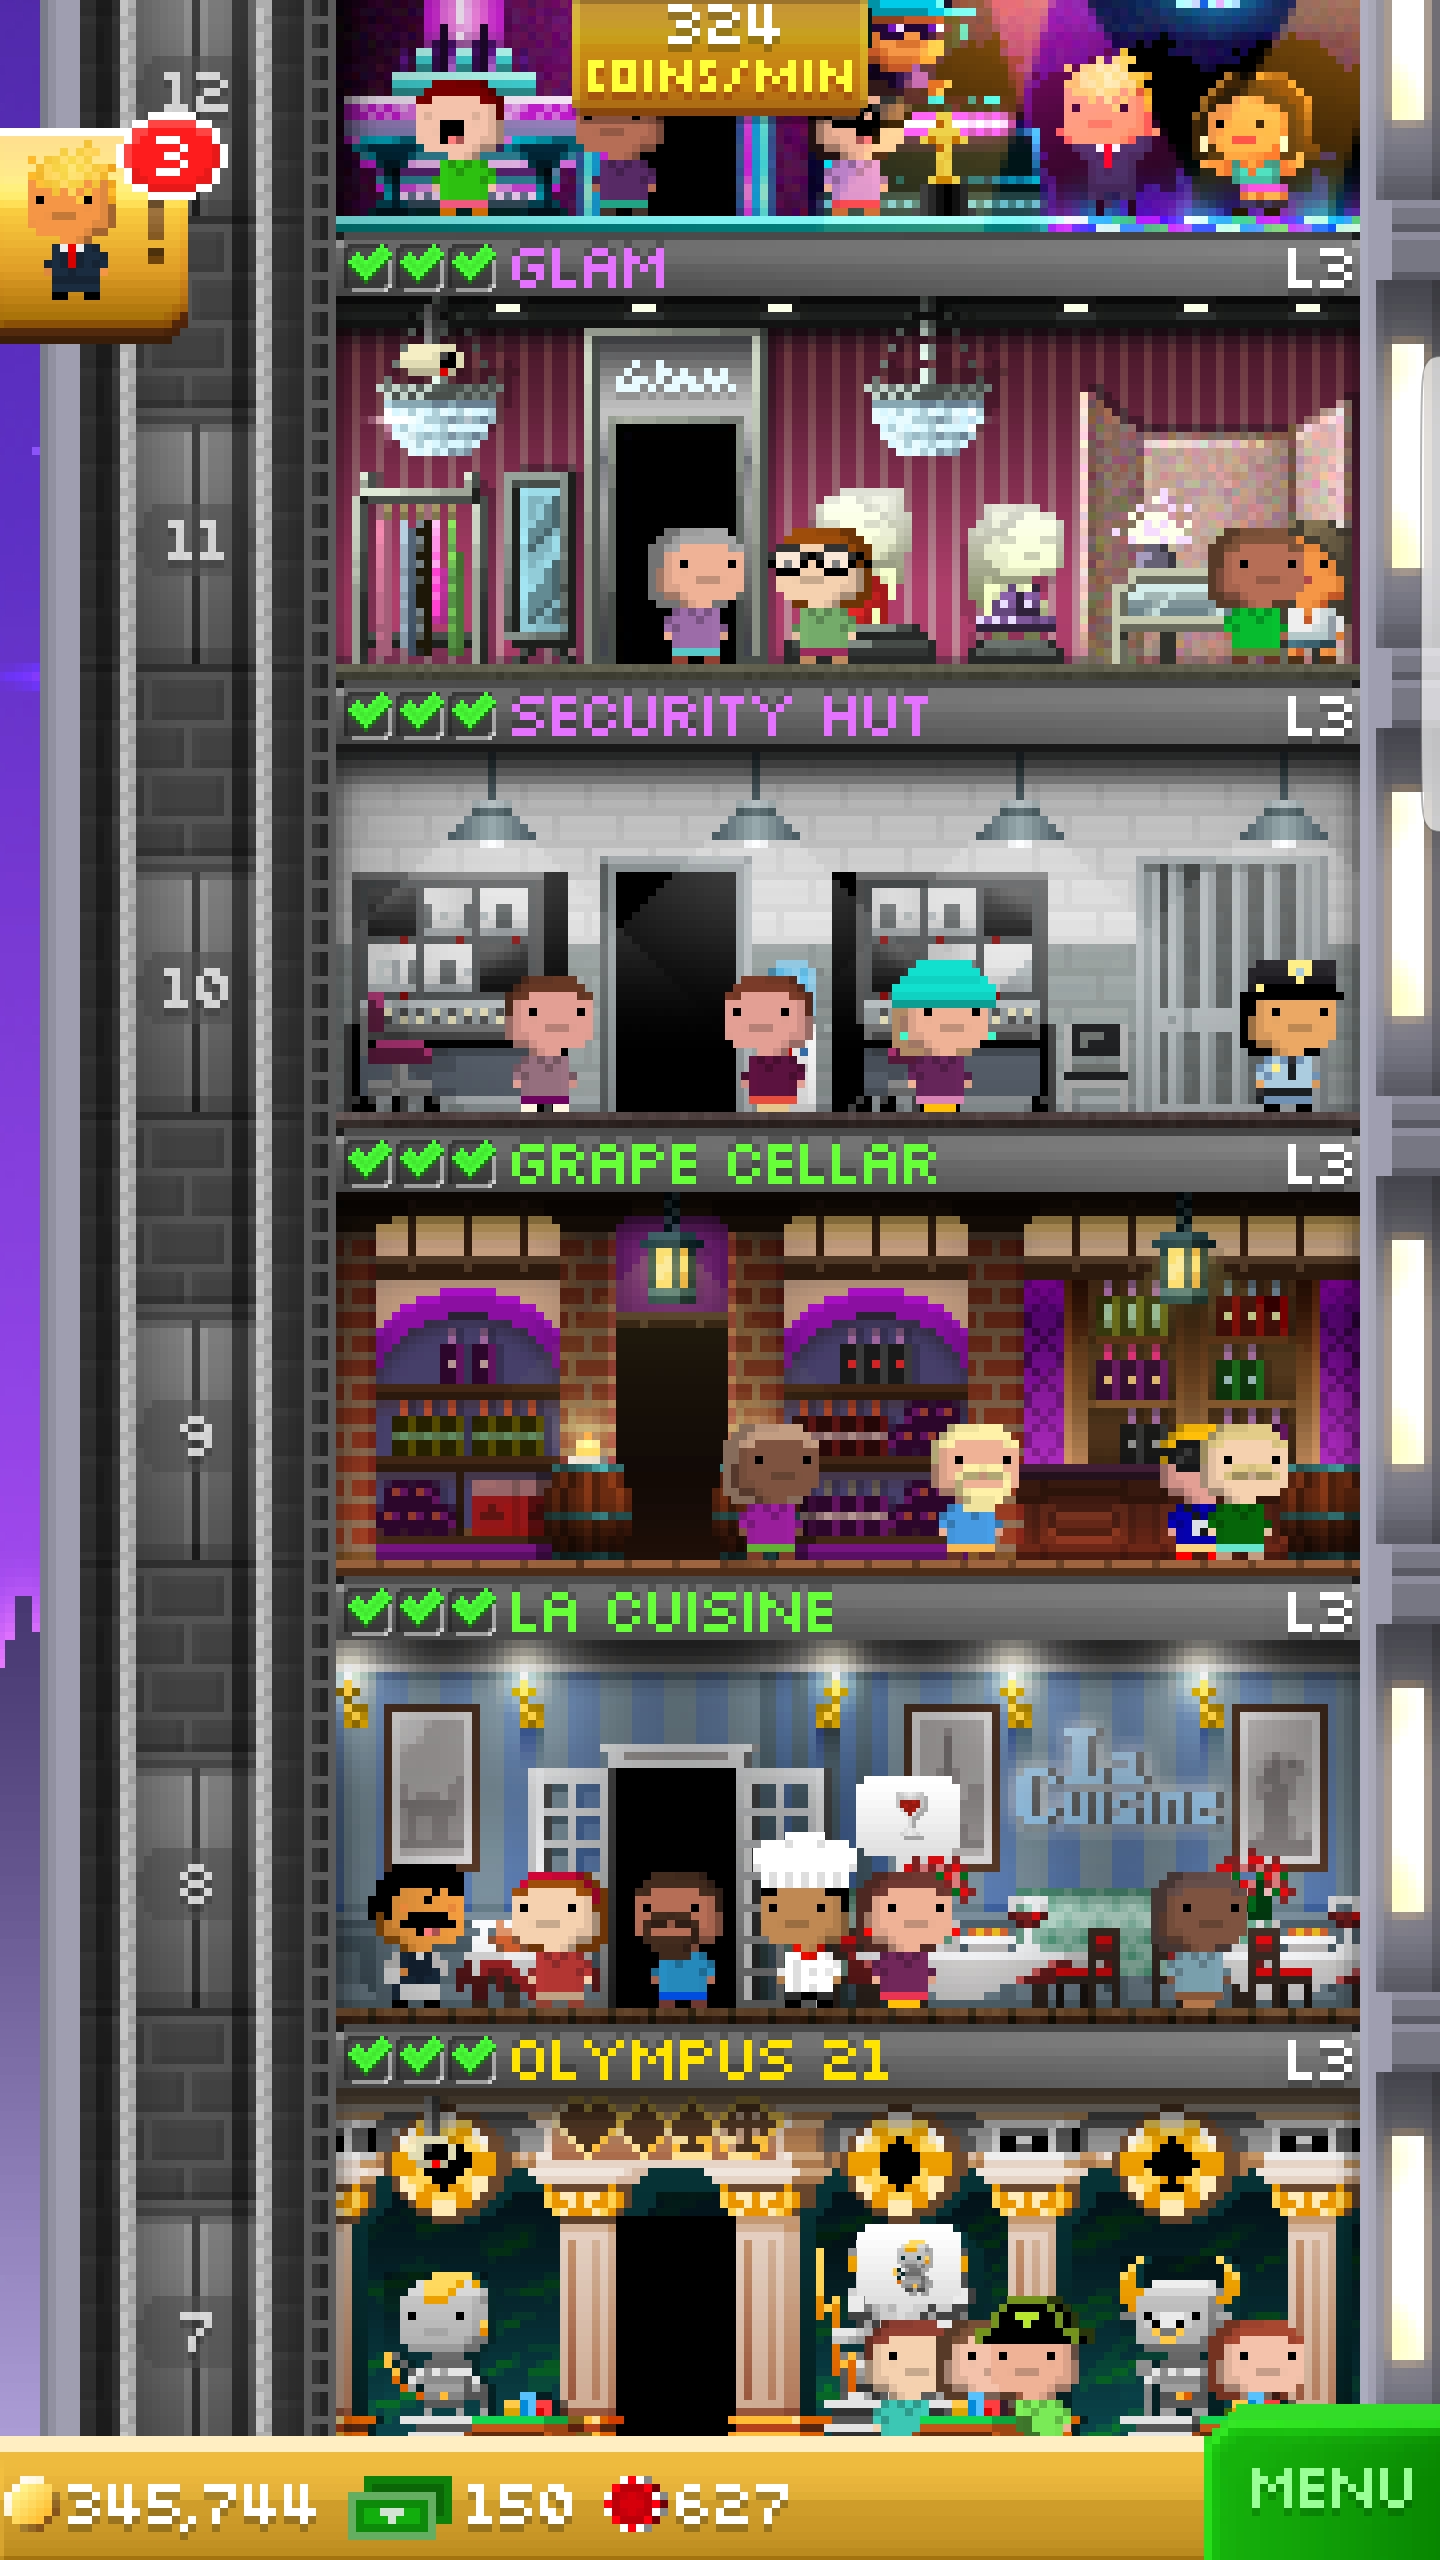 324
COINS/MIN
12
3
GLAM L3
Glam
11
SECURITY HUT L3
10
GRAPE CELLAR L3
9
LA CUISINE L3
La
Cuisine
8
OLYMPUS 21 L3
7
345,744 150 627
MENU